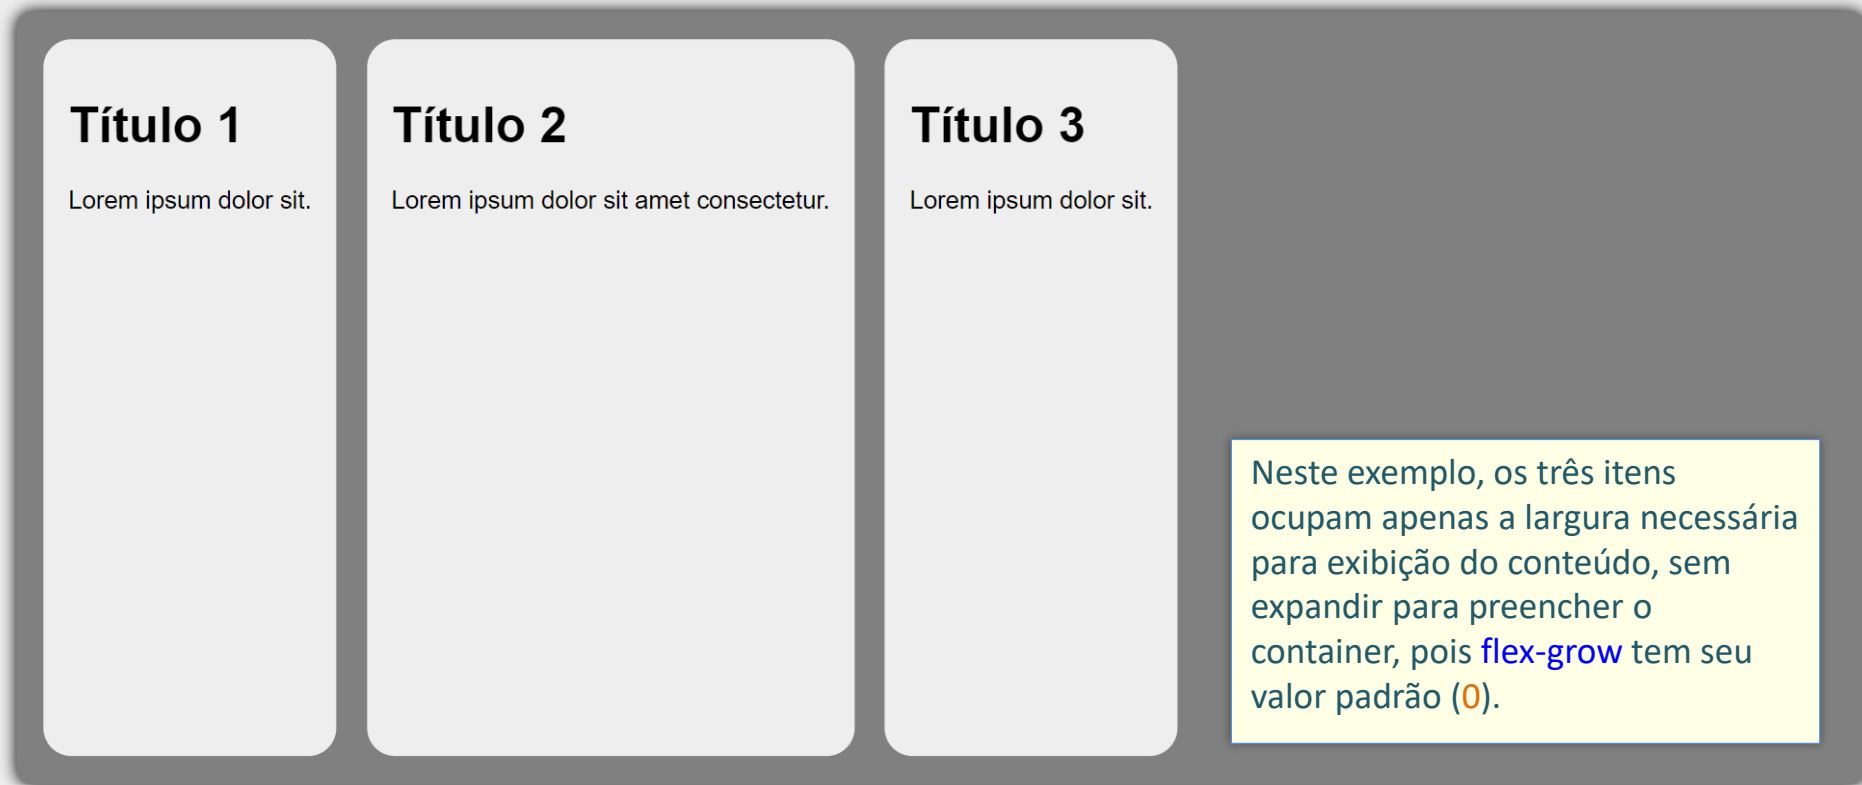 Título 1
Lorem ipsum dolor sit.
Título 2
Lorem ipsum dolor sit amet consectetur.
Título 3
Lorem ipsum dolor sit.
Neste exemplo, os três itens
ocupam apenas a largura necessária
para exibição do conteúdo, sem
expandir para preencher o
container, pois flex-grow tem seu
valor padrão (0).